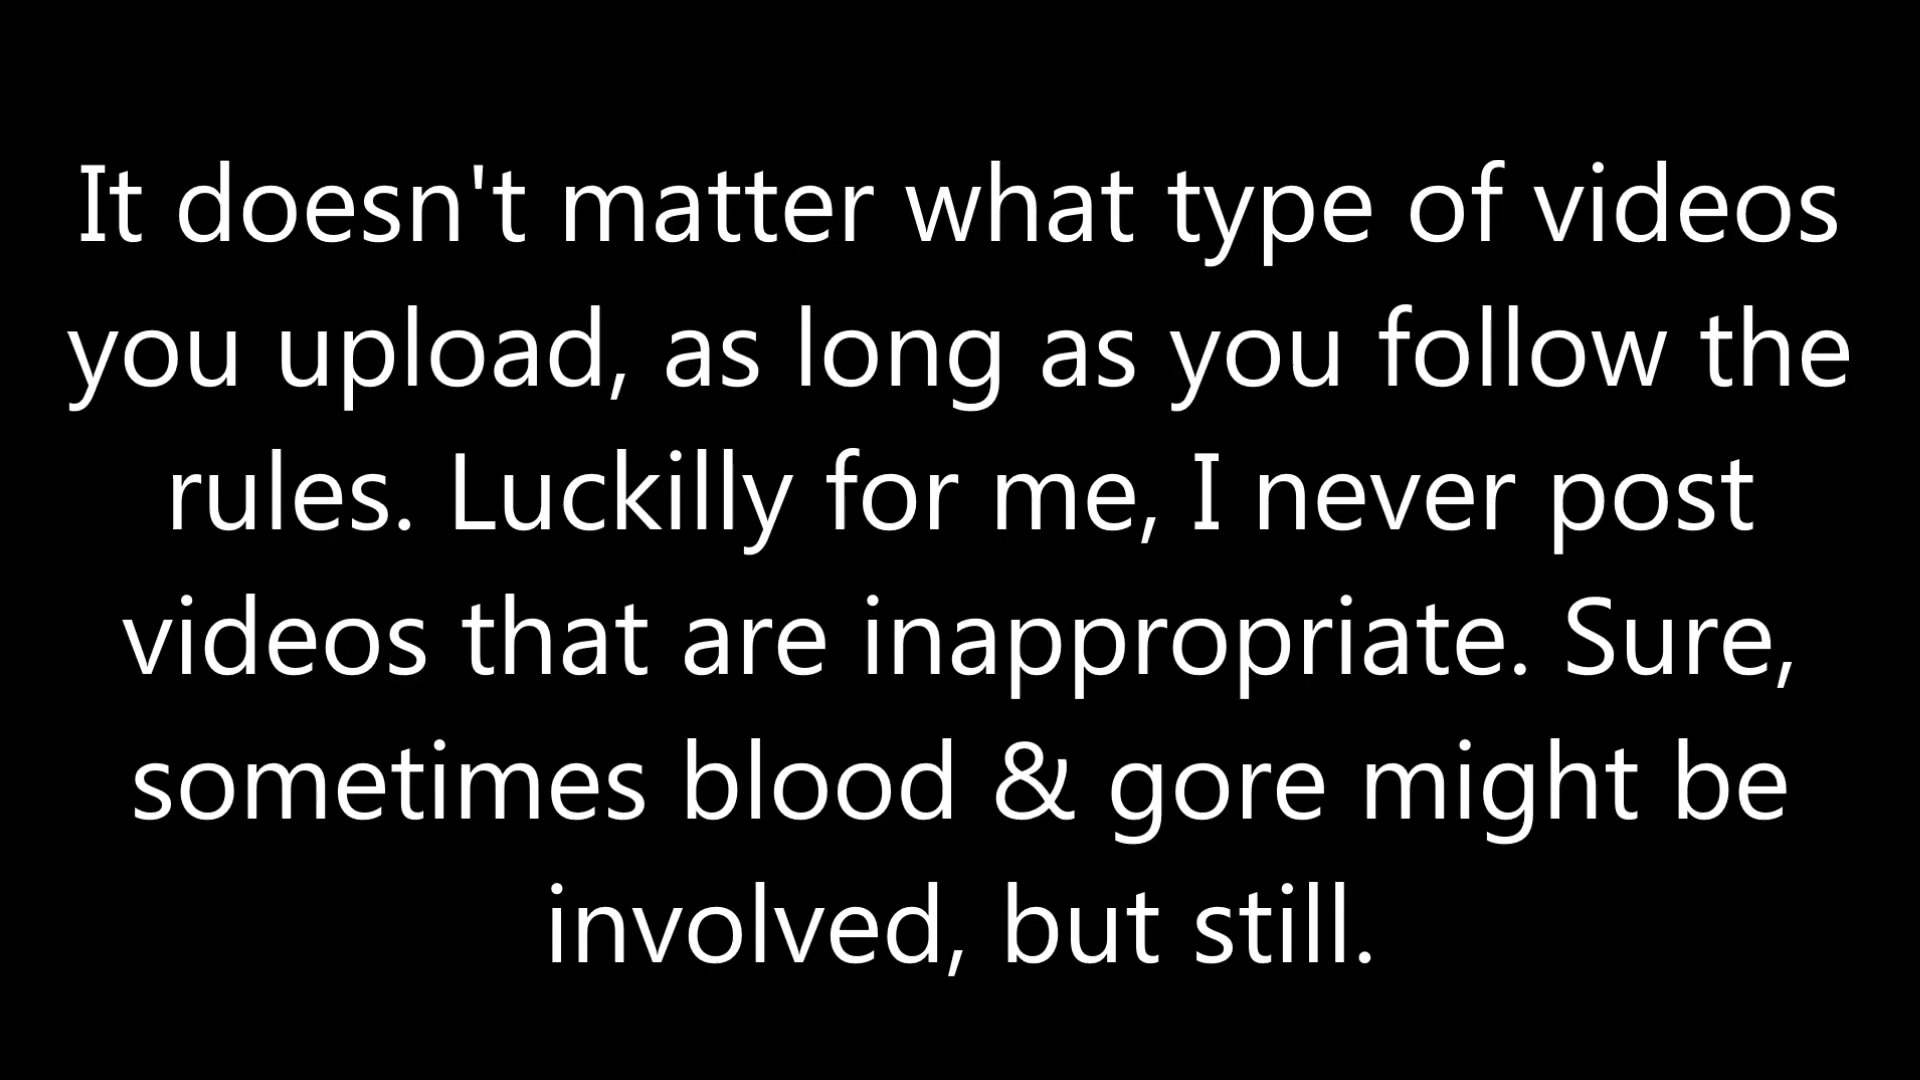 It doesn't matter what type of videos
you upload, as long as you follow the
rules. Luckilly for me, I never post
videos that are inappropriate. Sure,
sometimes blood & gore might be
involved, but still.